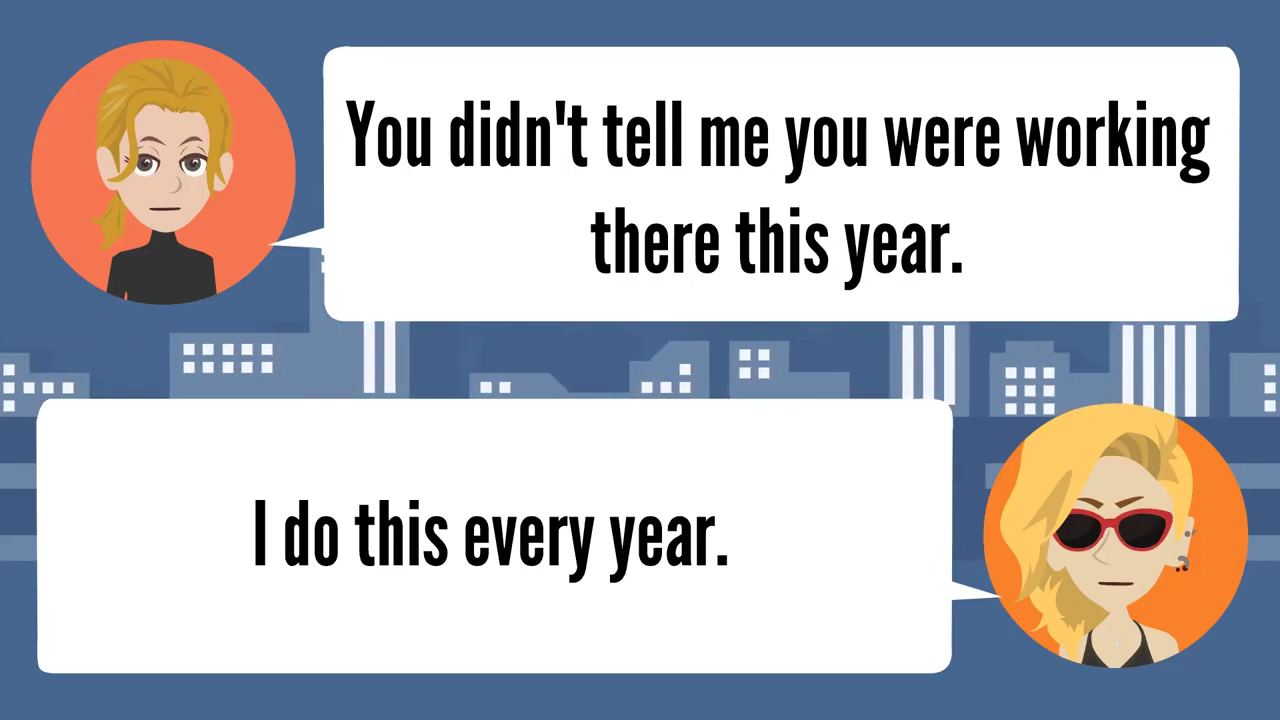 You didn't tell me you were working
there this year.
I do this every year.